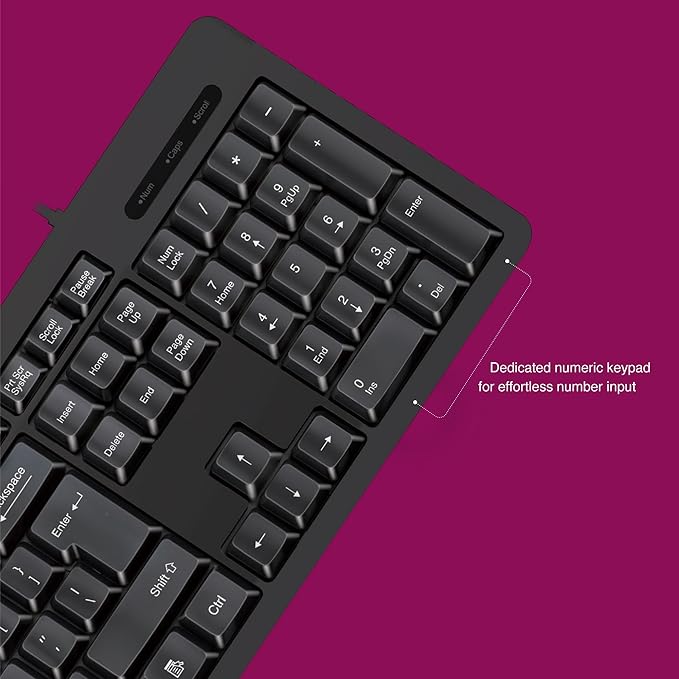 Num
Caps
Scroll
-
+
*
/
9
PgUp
6
→
Enter
Num
Lock
8
↑
5
3
PgDn
7
Home
4
←
2
↓
.
Del
1
End
0
Ins
Pause
Break
Scroll
Lock
Prt Scr
SysRq
Page
Up
Page
Down
Home
End
Insert
Delete
↑
→
↓
←
ckspace
←
Enter ↵
}
]
|
\
Shift ⇧
Ctrl
"
'
Dedicated numeric keypad
for effortless number input